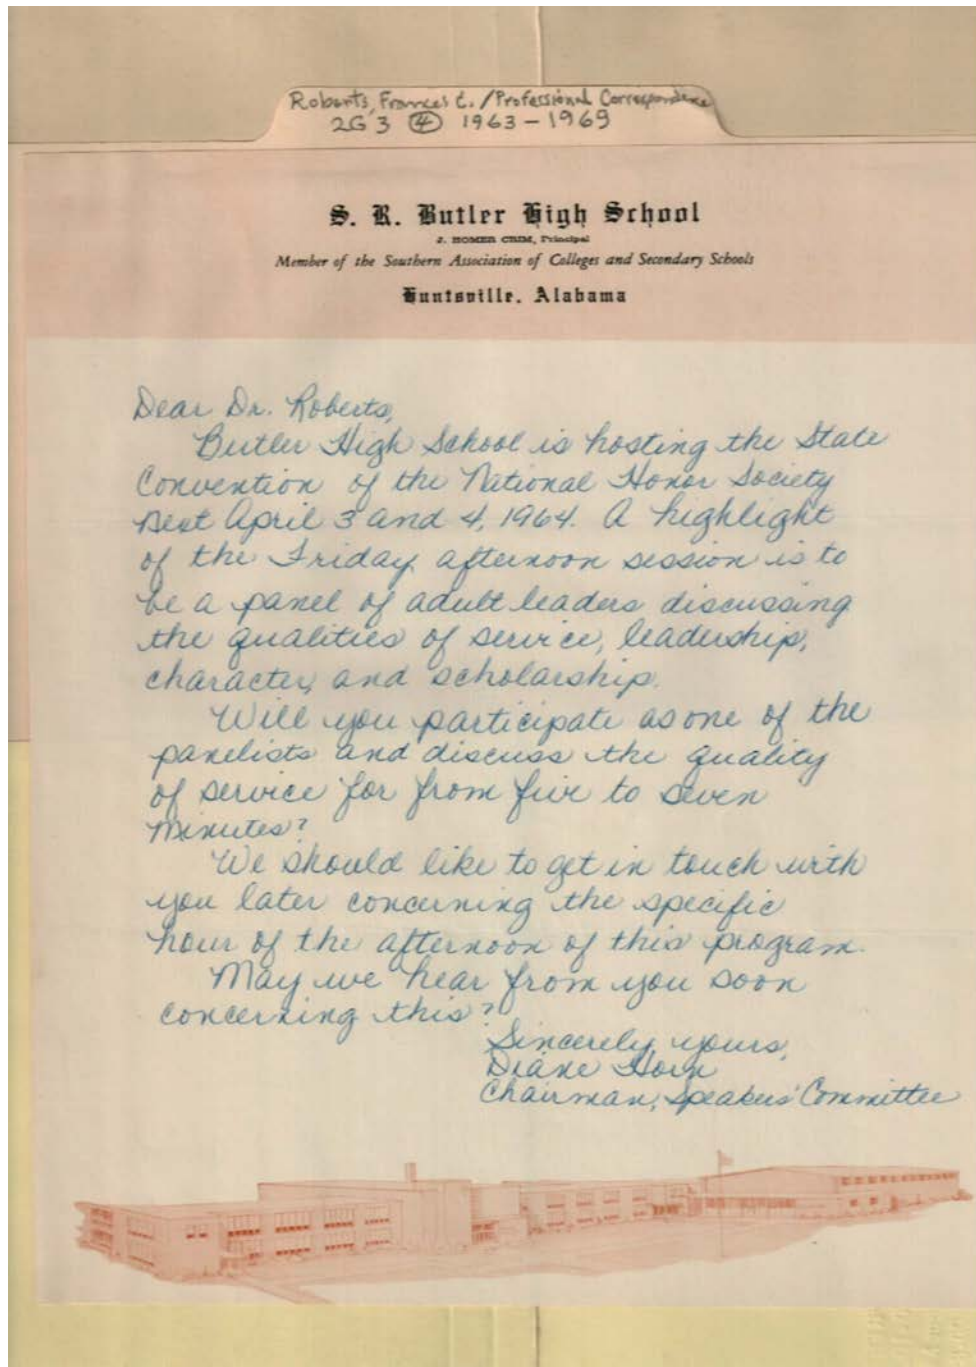 Roberts, Frances C. /Professional Correspondence
2G3 ④ 1963-1969
S. R. Butler High School
J. HOMER CRIM, Principal
Member of the Southern Association of Colleges and Secondary Schools
Huntsville, Alabama
Dear Dr. Roberts,
Butler High School is hosting the State
Convention of the National Honor Society
next April 3 and 4, 1964. A highlight
of the Friday afternoon session is to
be a panel of adult leaders discussing
the qualities of service, leadership,
character, and scholarship.
Will you participate as one of the
panelists and discuss the quality
of service for from five to seven
minutes?
We should like to get in touch with
you later concerning the specific
hour of the afternoon of this program.
May we hear from you soon
concerning this?
Sincerely yours,
Diane Horn
Chairman, Speakers' Committee